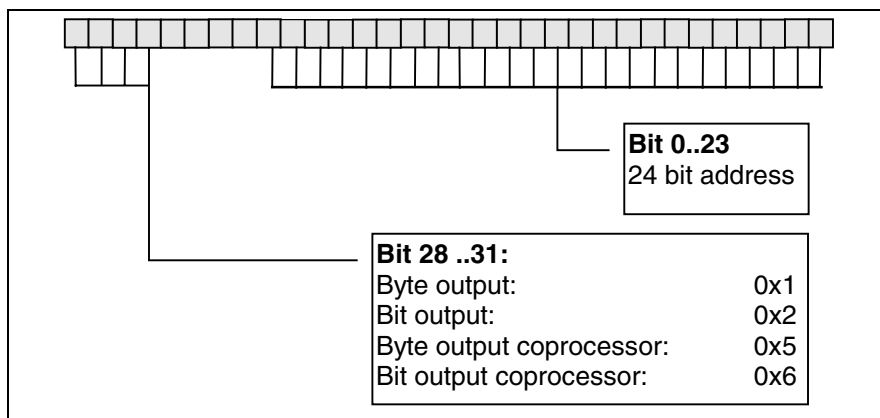 Bit 0..23
24 bit address
Bit 28 ..31:
Byte output: 0x1
Bit output: 0x2
Byte output coprocessor: 0x5
Bit output coprocessor: 0x6